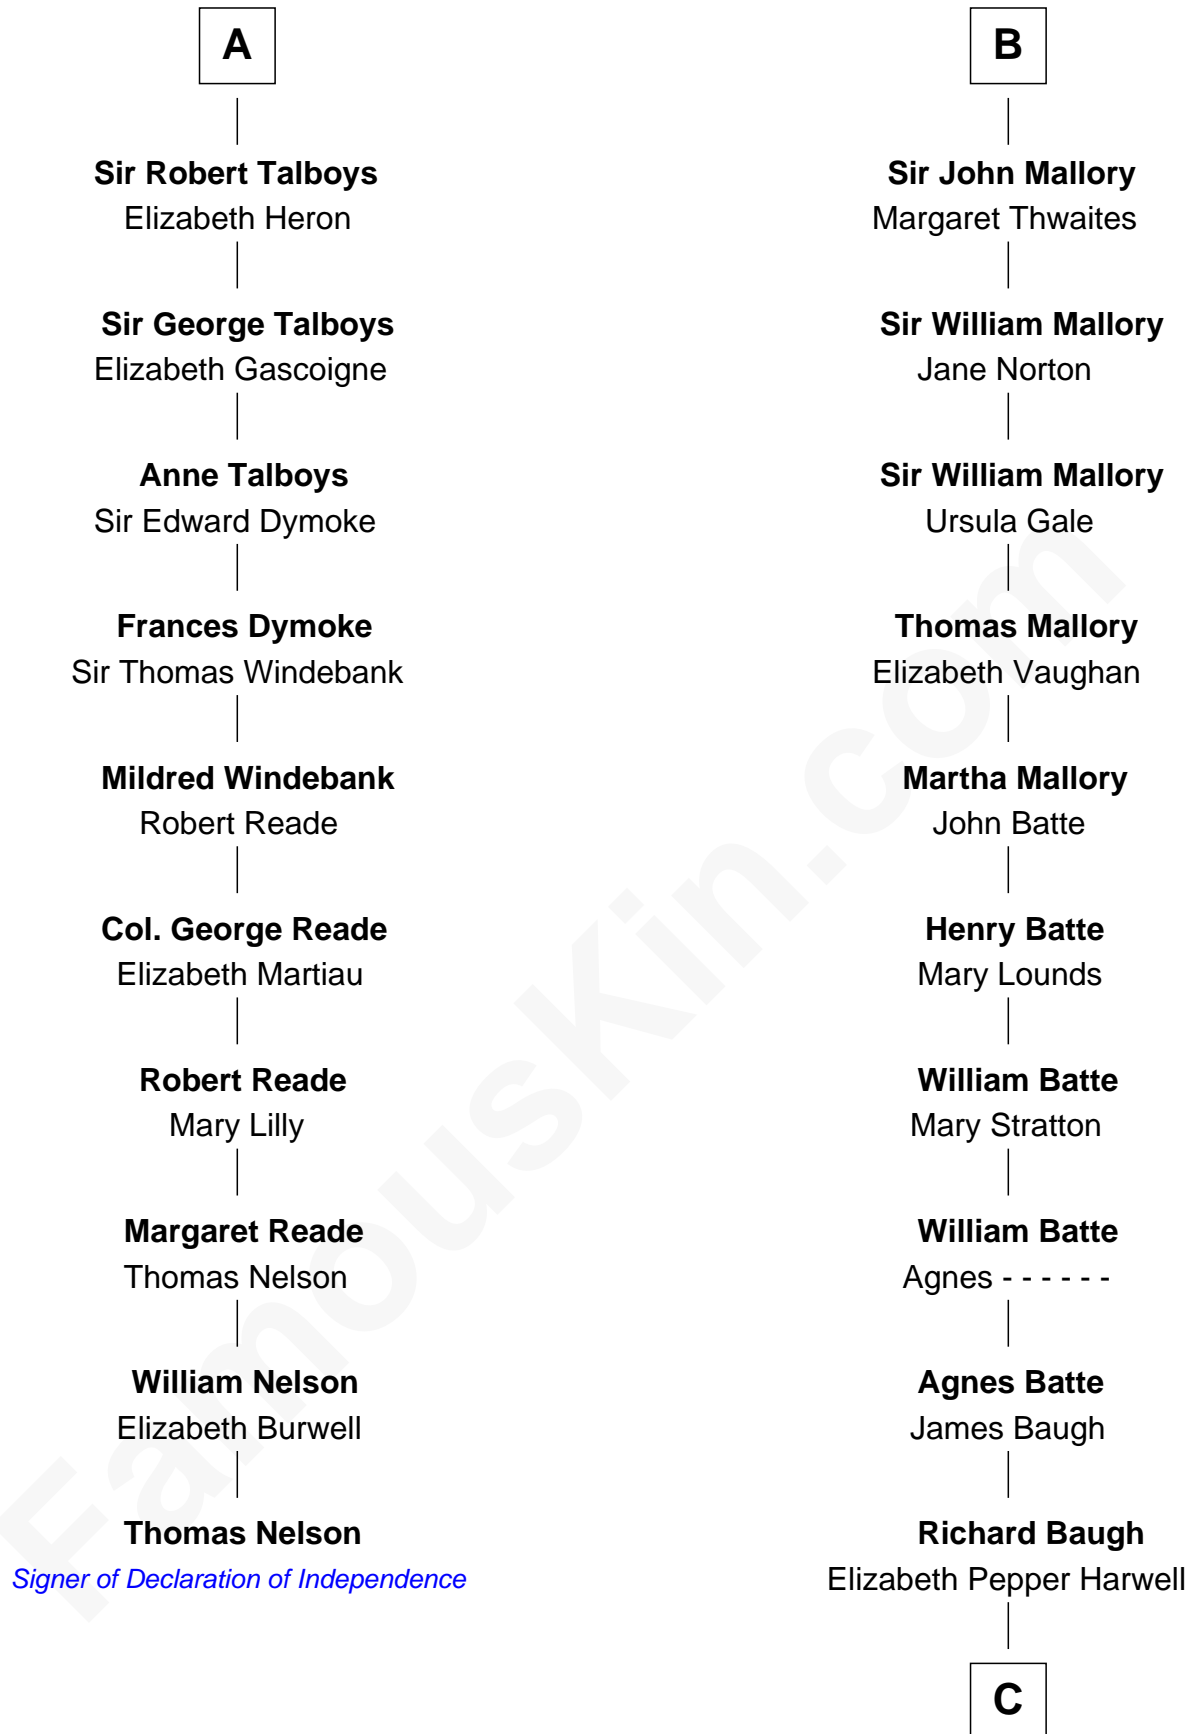 A
Sir Robert Talboys
Elizabeth Heron
Sir George Talboys
Elizabeth Gascoigne
Anne Talboys
Sir Edward Dymoke
Frances Dymoke
Sir Thomas Windebank
Mildred Windebank
Robert Reade
Col. George Reade
Elizabeth Martiau
Robert Reade
Mary Lilly
Margaret Reade
Thomas Nelson
William Nelson
Elizabeth Burwell
Thomas Nelson
Signer of Declaration of Independence
B
Sir John Mallory
Margaret Thwaites
Sir William Mallory
Jane Norton
Sir William Mallory
Ursula Gale
Thomas Mallory
Elizabeth Vaughan
Martha Mallory
John Batte
Henry Batte
Mary Lounds
William Batte
Mary Stratton
William Batte
Agnes - - - - - -
Agnes Batte
James Baugh
Richard Baugh
Elizabeth Pepper Harwell
C
FamousKin.com